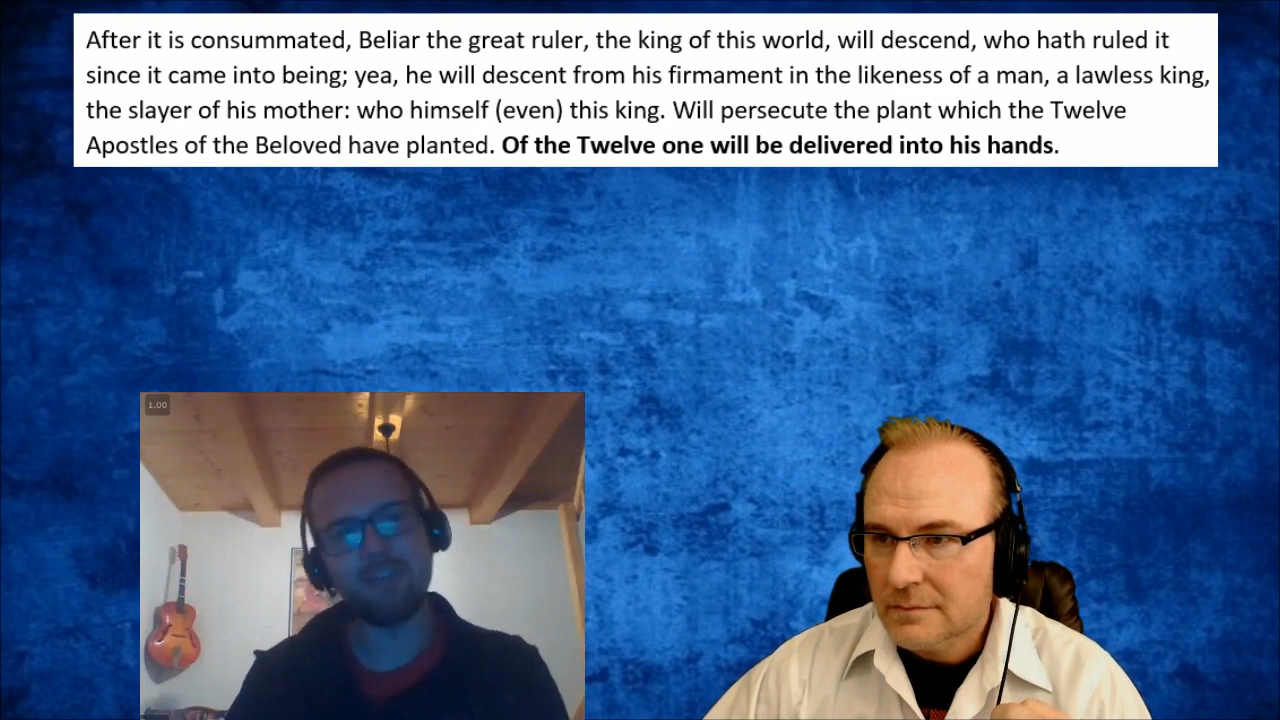 After it is consummated, Beliar the great ruler, the king of this world, will descend, who hath ruled it
since it came into being; yea, he will descent from his firmament in the likeness of a man, a lawless king,
the slayer of his mother: who himself (even) this king. Will persecute the plant which the Twelve
Apostles of the Beloved have planted. Of the Twelve one will be delivered into his hands.
1.00